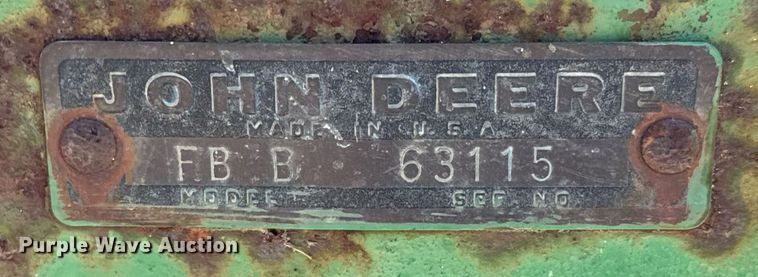 JOHN DEERE
MADE IN U.S.A.
FB B 63115
MODEL SER. NO.
Purple Wave Auction